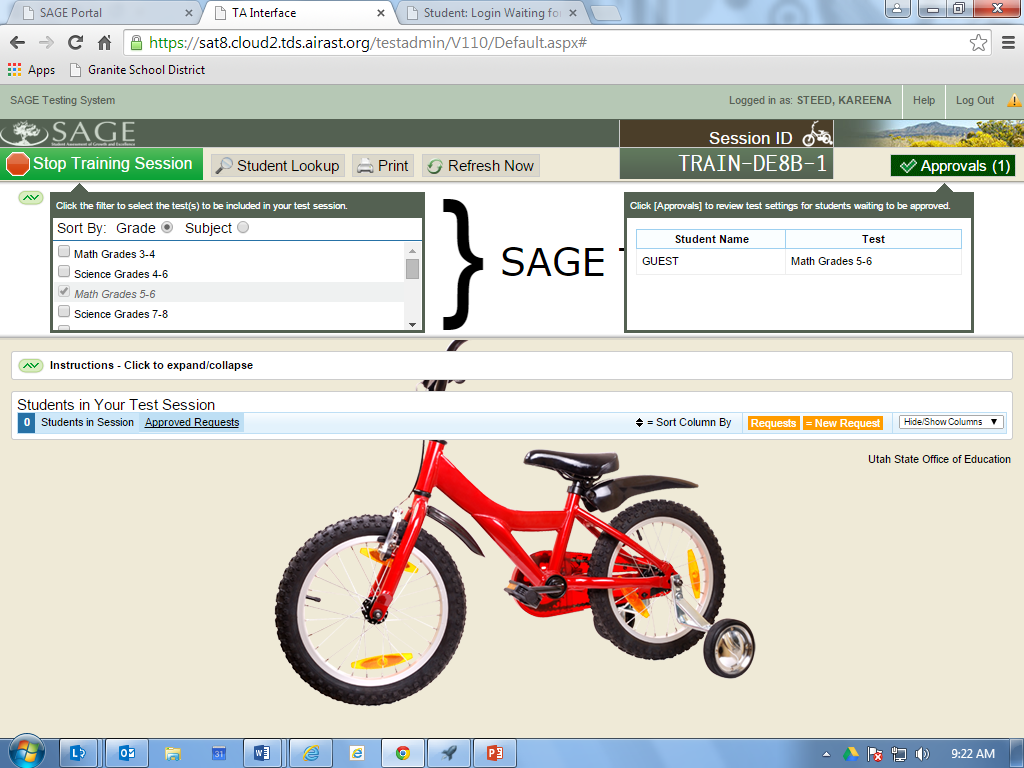 SAGE Portal
TA Interface
Student: Login Waiting fo
https://sat8.cloud2.tds.airast.org/testadmin/V110/Default.aspx#
Apps
Granite School District
SAGE Testing System
Logged in as: STEED, KAREENA
Help
Log Out
SAGE
Student Assessment of Growth and Excellence
Session ID
Stop Training Session
Student Lookup
Print
Refresh Now
TRAIN-DE8B-1
Approvals (1)
Click the filter to select the test(s) to be included in your test session.
Sort By: Grade Subject
Math Grades 3-4
Science Grades 4-6
Math Grades 5-6
Science Grades 7-8
} SAGE
Click [Approvals] to review test settings for students waiting to be approved.
Student Name Test
GUEST Math Grades 5-6
Instructions - Click to expand/collapse
Students in Your Test Session
0 Students in Session Approved Requests
= Sort Column By
Requests = New Request
Hide/Show Columns ▼
Utah State Office of Education
31
9:22 AM